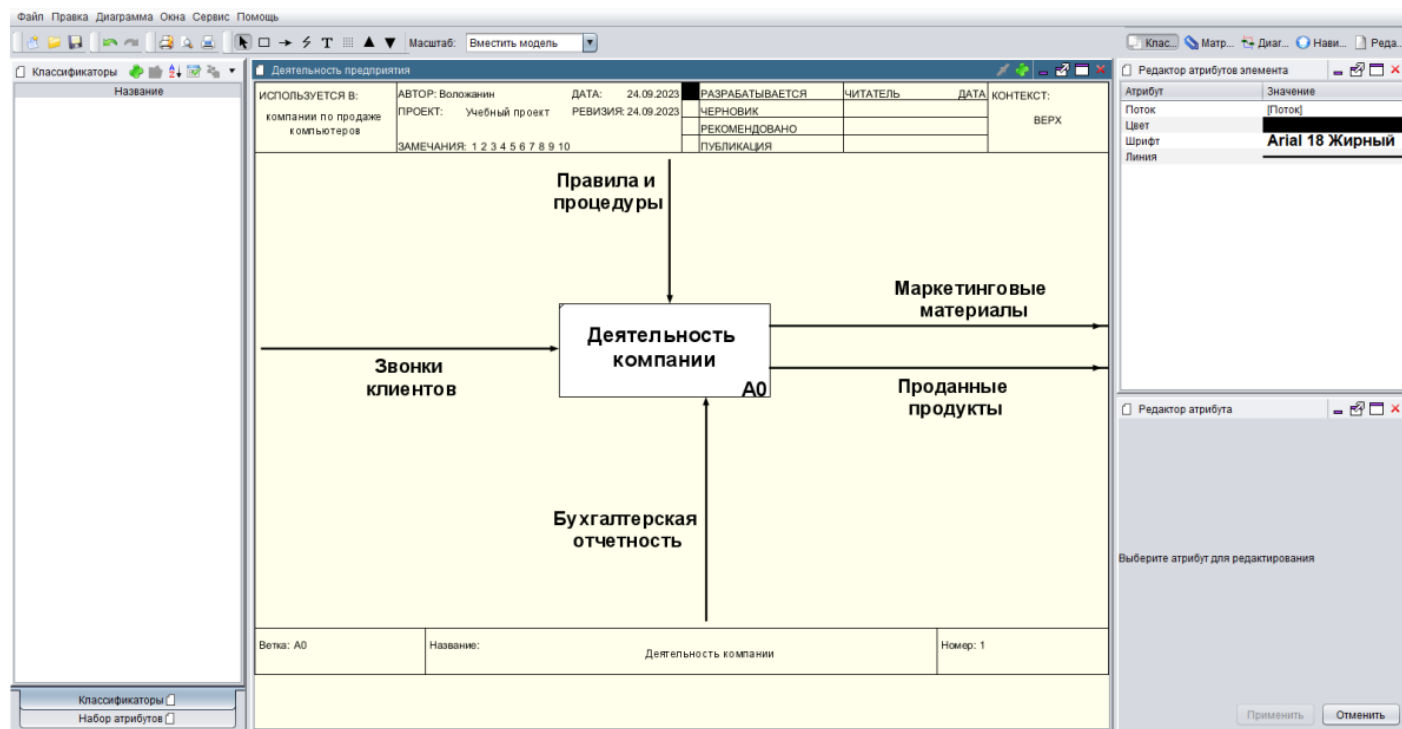 Файл Правка Диаграмма Окна Сервис Помощь
Масштаб: Вместить модель
Клас... Матр... Диаг... Нави... Реда...
Классификаторы
Название
Деятельность предприятия
ИСПОЛЬЗУЕТСЯ В:
компании по продаже
компьютеров
АВТОР: Воложанин
ДАТА: 24.09.2023
ПРОЕКТ: Учебный проект
РЕВИЗИЯ: 24.09.2023
ЗАМЕЧАНИЯ: 1 2 3 4 5 6 7 8 9 10
РАЗРАБАТЫВАЕТСЯ
ЧЕРНОВИК
РЕКОМЕНДОВАНО
ПУБЛИКАЦИЯ
ЧИТАТЕЛЬ ДАТА
КОНТЕКСТ:
ВЕРХ
Правила и
процедуры
Маркетинговые
материалы
Деятельность
компании
A0
Звонки
клиентов
Проданные
продукты
Бухгалтерская
отчетность
Ветка: A0
Название:
Деятельность компании
Номер: 1
Редактор атрибутов элемента
Атрибут Значение
Поток [Поток]
Цвет
Шрифт Arial 18 Жирный
Линия
Редактор атрибута
Выберите атрибут для редактирования
Применить Отменить
Классификаторы
Набор атрибутов